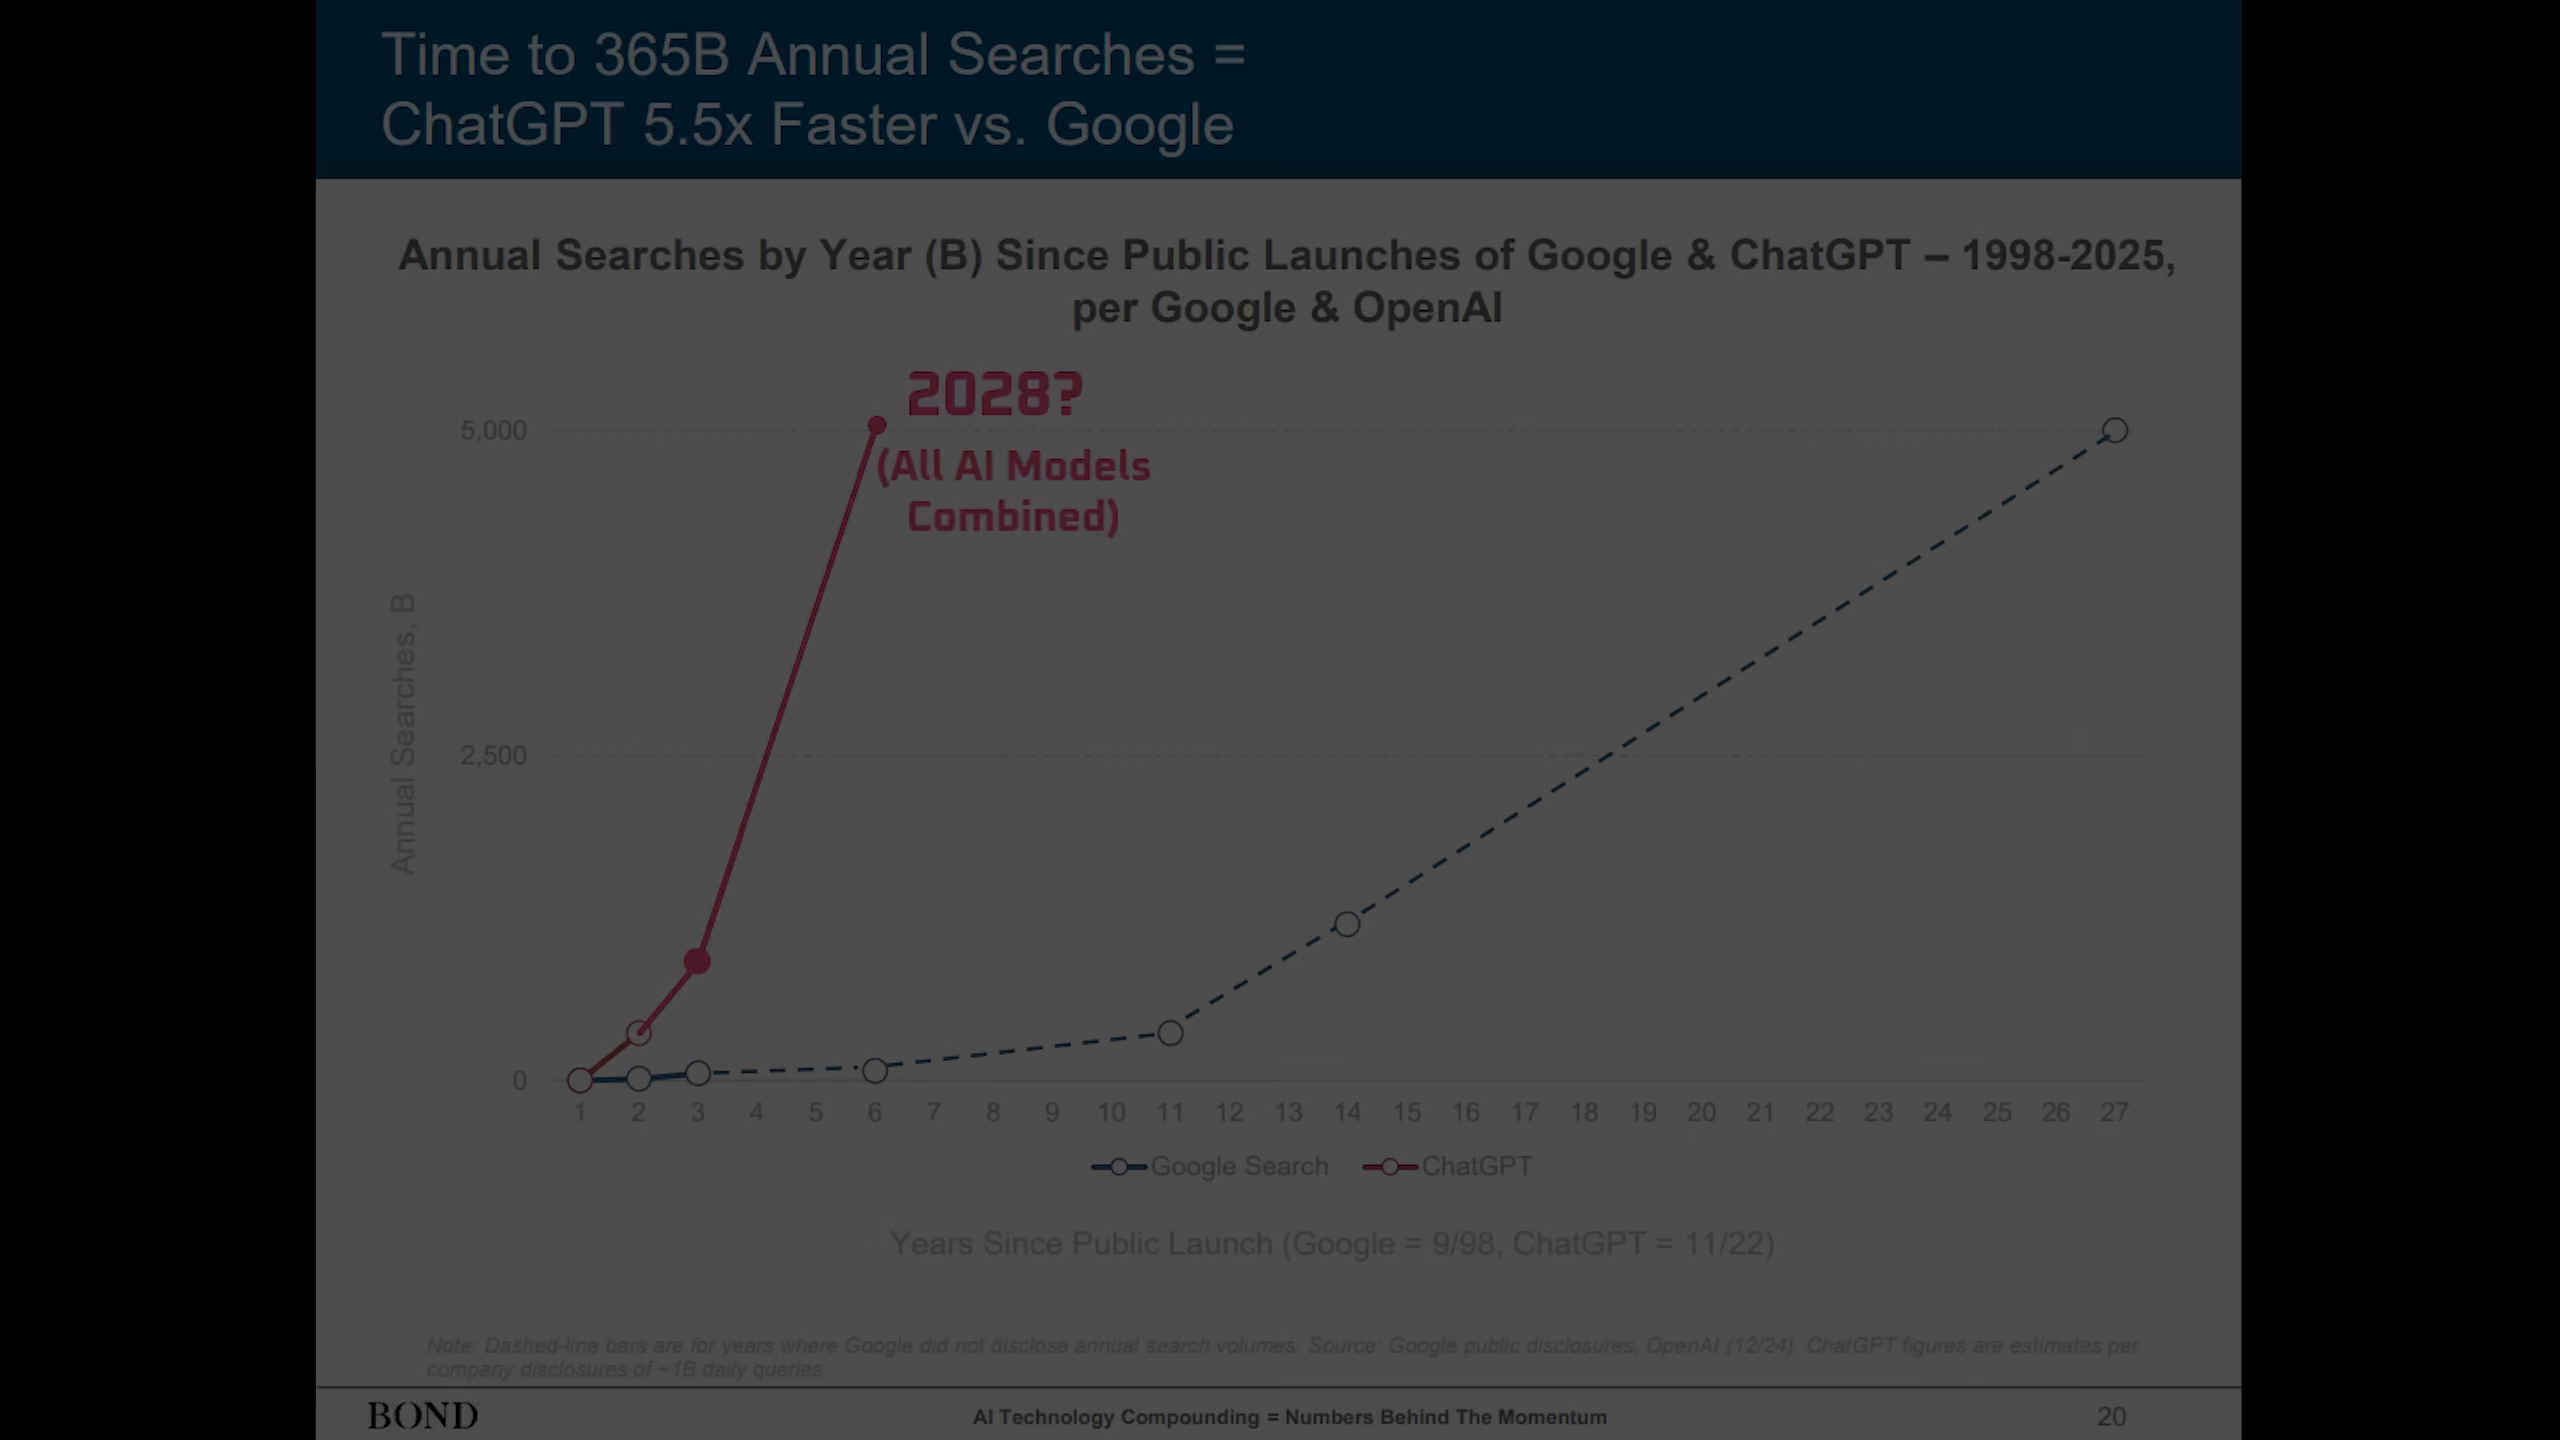 Time to 365B Annual Searches =
ChatGPT 5.5x Faster vs. Google
Annual Searches by Year (B) Since Public Launches of Google & ChatGPT – 1998-2025,
per Google & OpenAI
2028?
(All AI Models
Combined)
5,000
2,500
0
Annual Searches, B
1 2 3 4 5 6 7 8 9 10 11 12 13 14 15 16 17 18 19 20 21 22 23 24 25 26 27
Google Search ChatGPT
Years Since Public Launch (Google = 9/98, ChatGPT = 11/22)
Note: Dashed-line bars are for years where Google did not disclose annual search volumes. Source: Google public disclosures, OpenAI (12/24). ChatGPT figures are estimates per
company disclosures of ~1B daily queries
BOND
AI Technology Compounding = Numbers Behind The Momentum
20